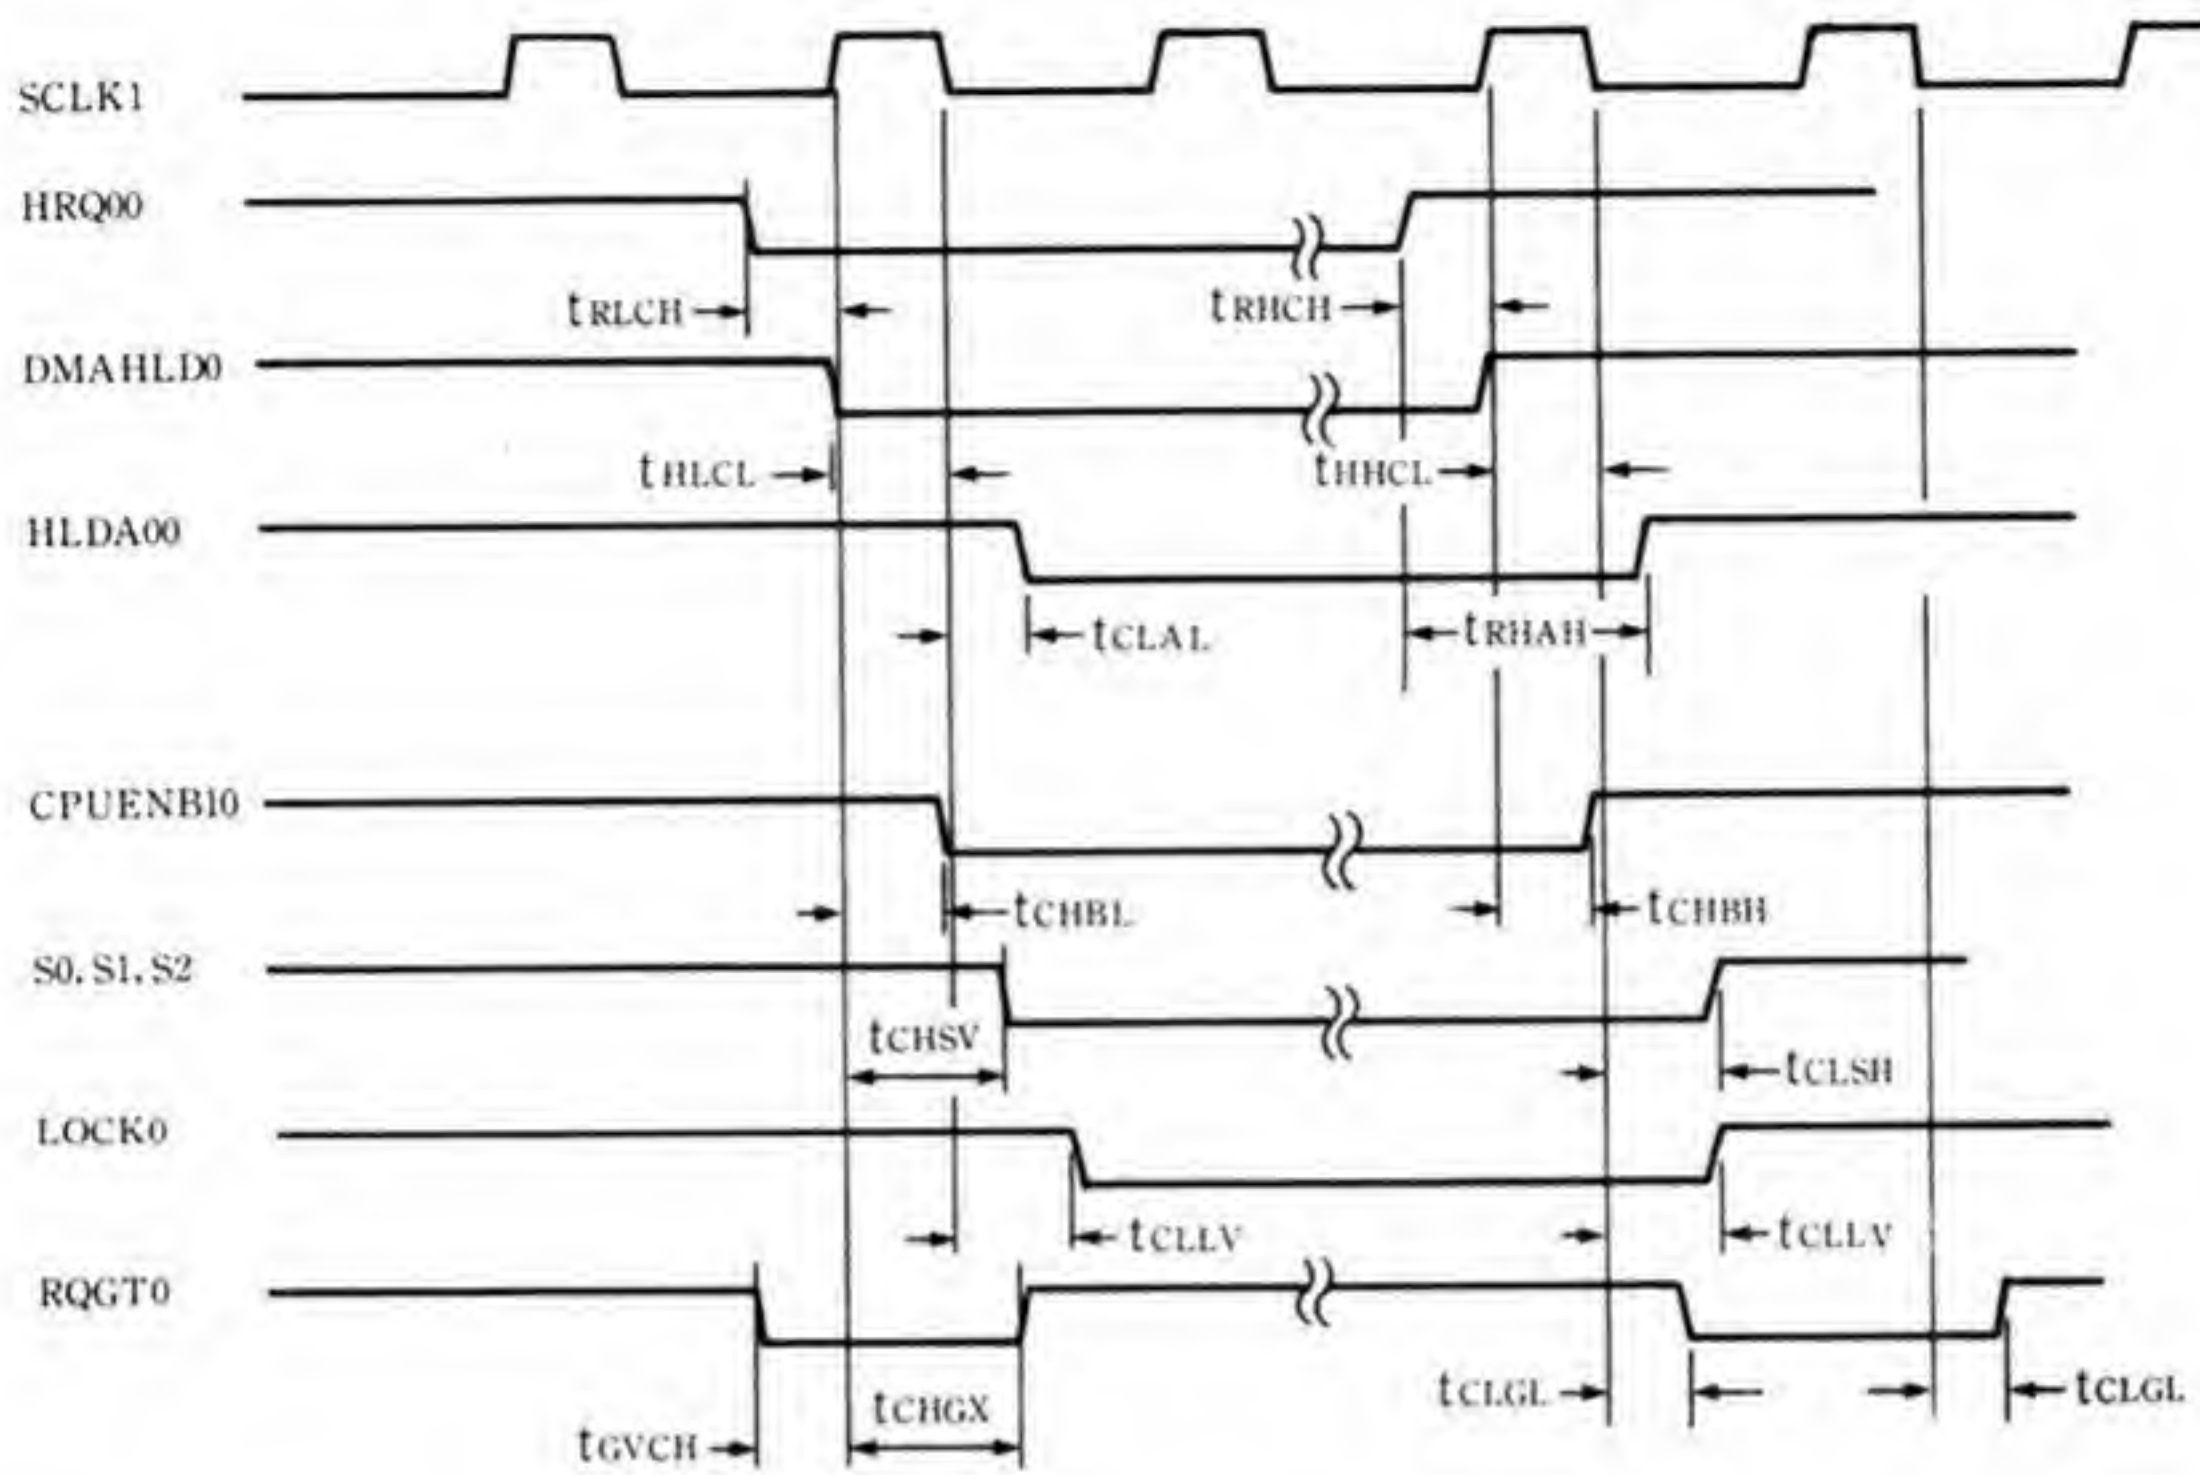 SCLK1
HRQ00
tRLCH
tRHCH
DMAHLD0
tHLCL
tHHCL
HLDA00
tCLAL
tRHAH
CPUENB10
tCHBL
tCHBH
S0, S1, S2
tCHSV
tCLSH
LOCK0
tCLLV
tCLLV
RQGT0
tCLGL
tCLGL
tCHGX
tGVCH